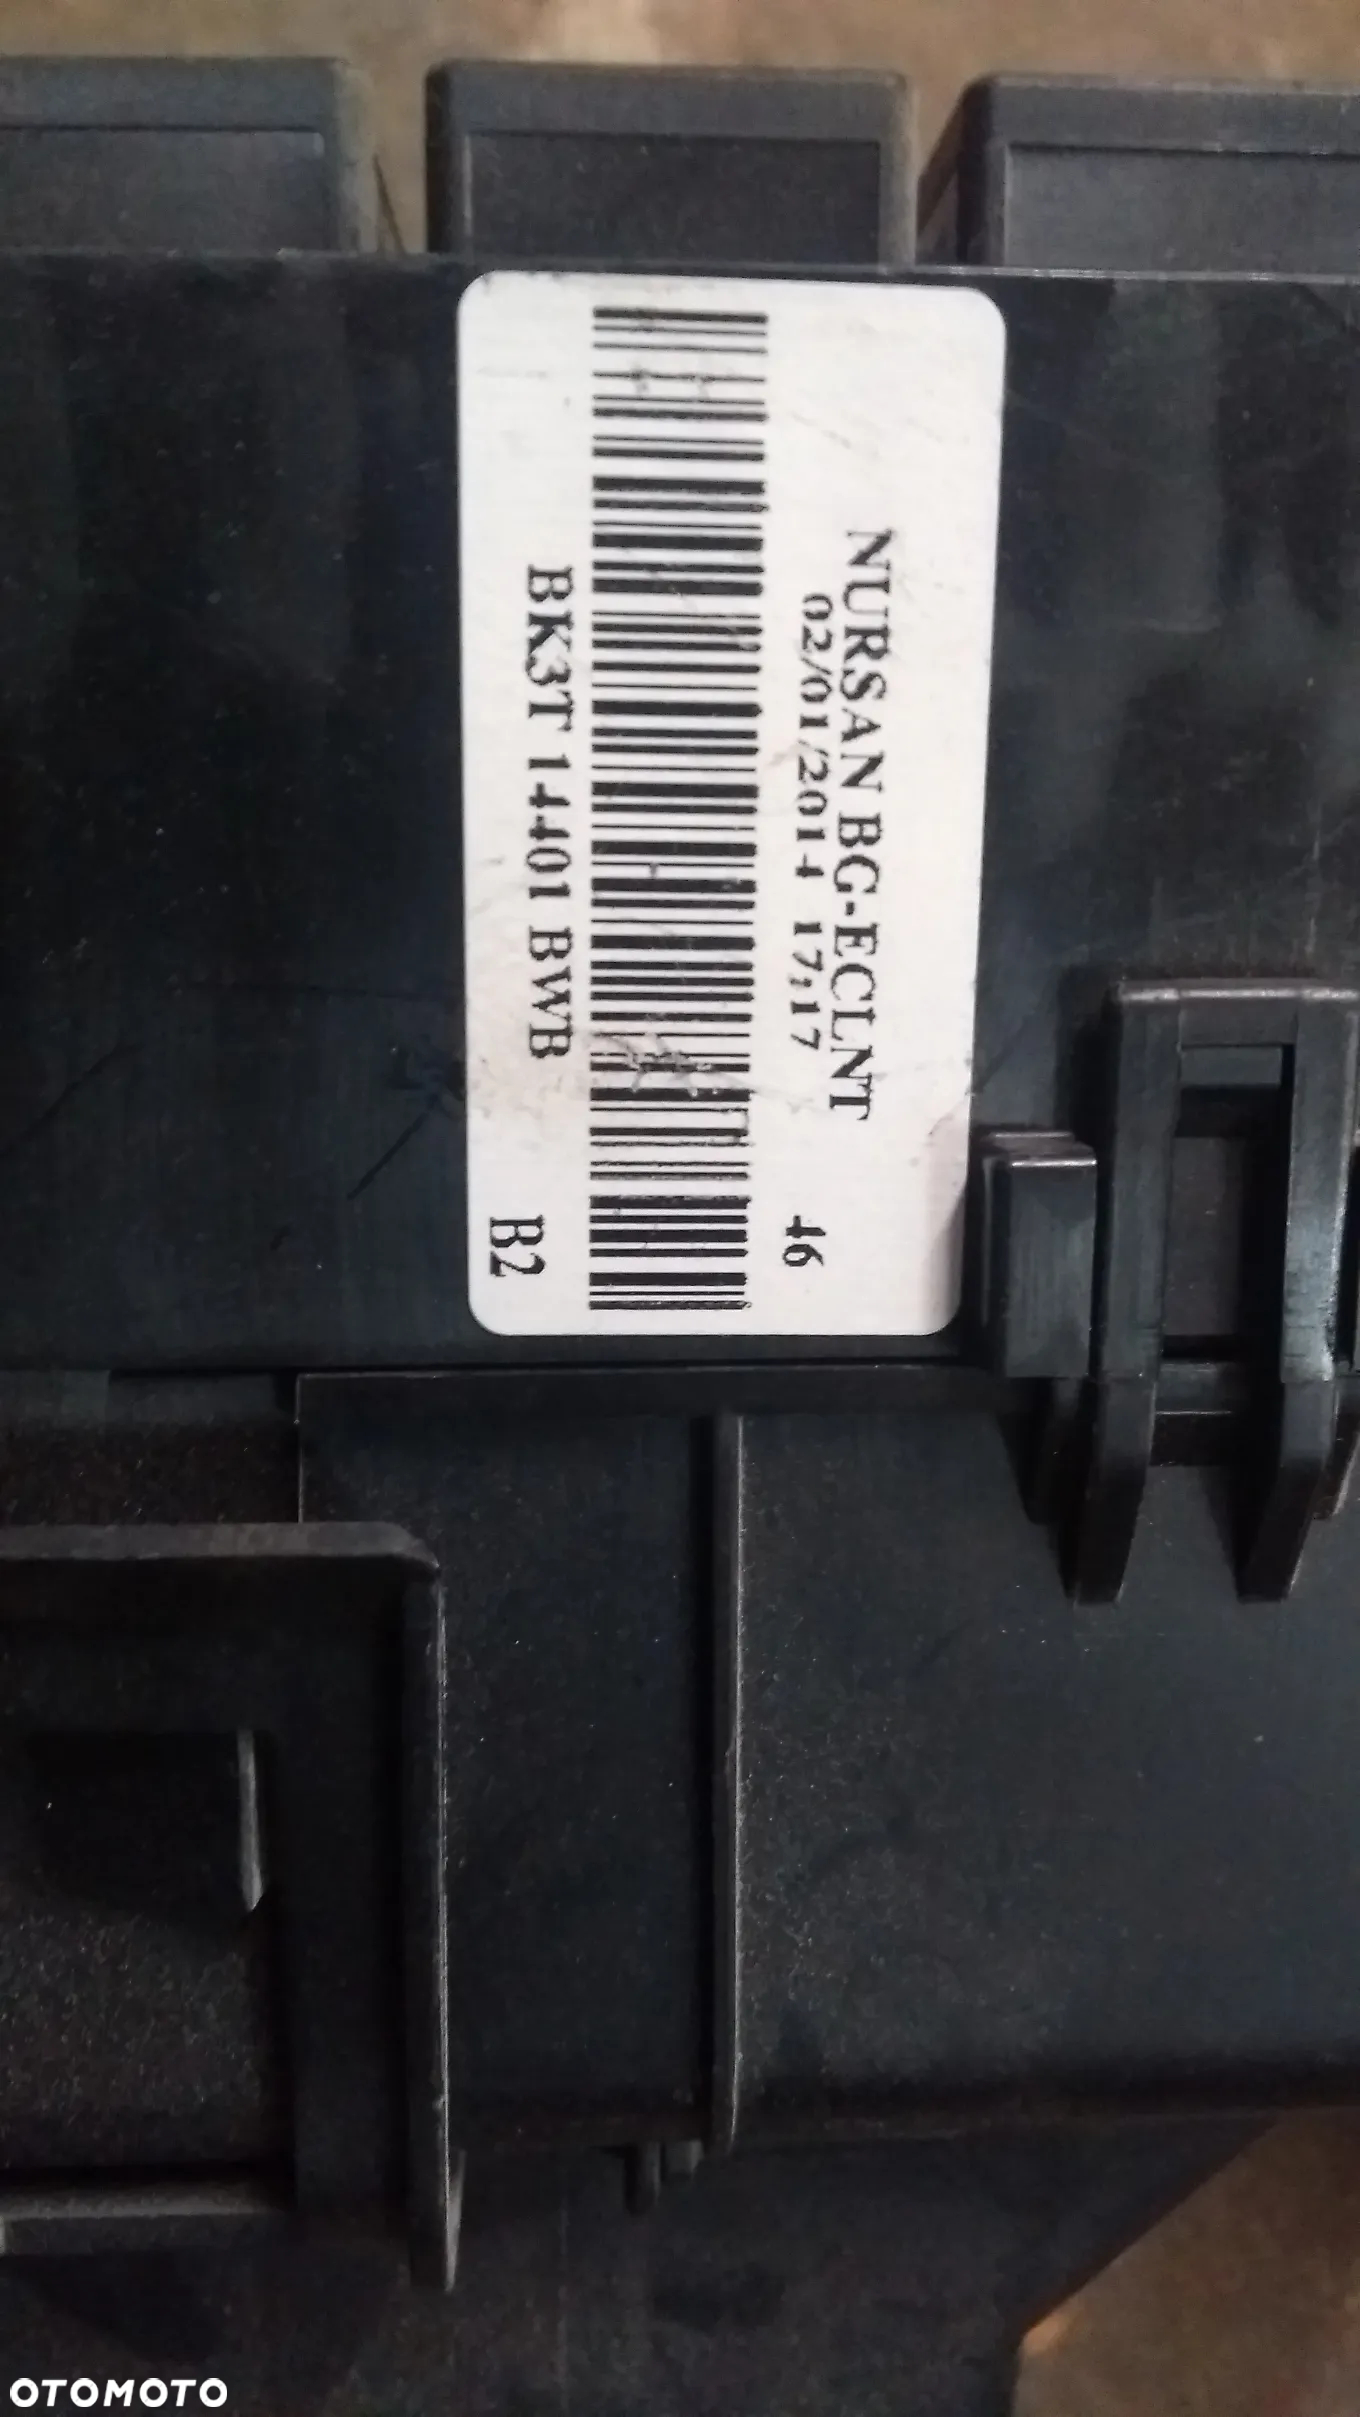 NURSAN BG-ECLNT
02/01/2014 17:17
46
BK3T 14401 BWB
B2
OTOMOTO